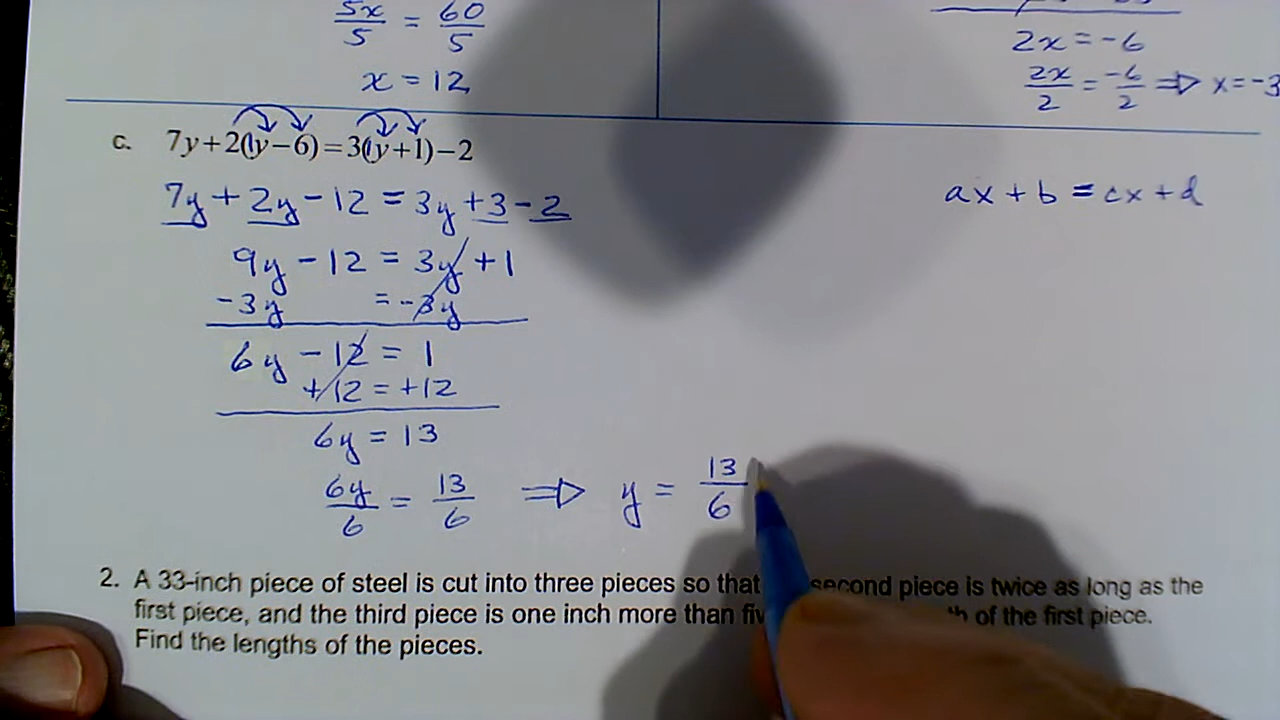 5x/5 = 60/5
x = 12
2x = -6
2x/2 = -6/2 ⇒ x = -3
c. 7y+2(1y-6)=3(1y+1)-2
7y + 2y - 12 = 3y + 3 - 2
ax + b = cx + d
9y - 12 = 3y + 1
-3y = -3y
6y - 12 = 1
+12 = +12
6y = 13
6y/6 = 13/6 ⇒ y = 13/6
2. A 33-inch piece of steel is cut into three pieces so that second piece is twice as long as the
first piece, and the third piece is one inch more than of the first piece.
Find the lengths of the pieces.